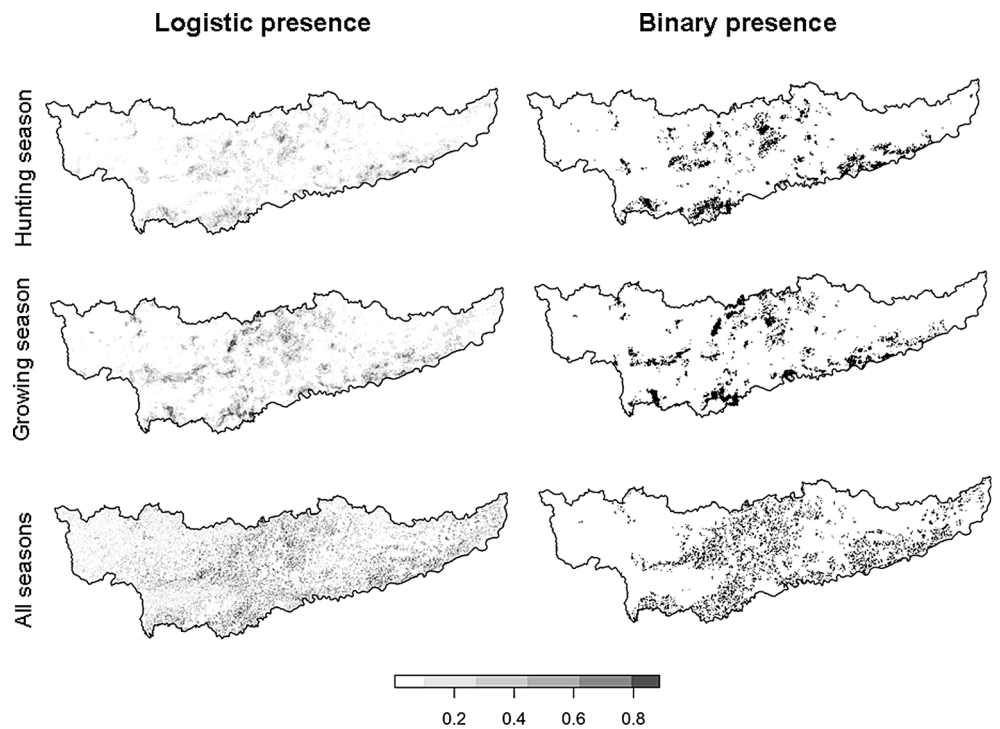 Logistic presence
Binary presence
Hunting season
Growing season
All seasons
0.2 0.4 0.6 0.8